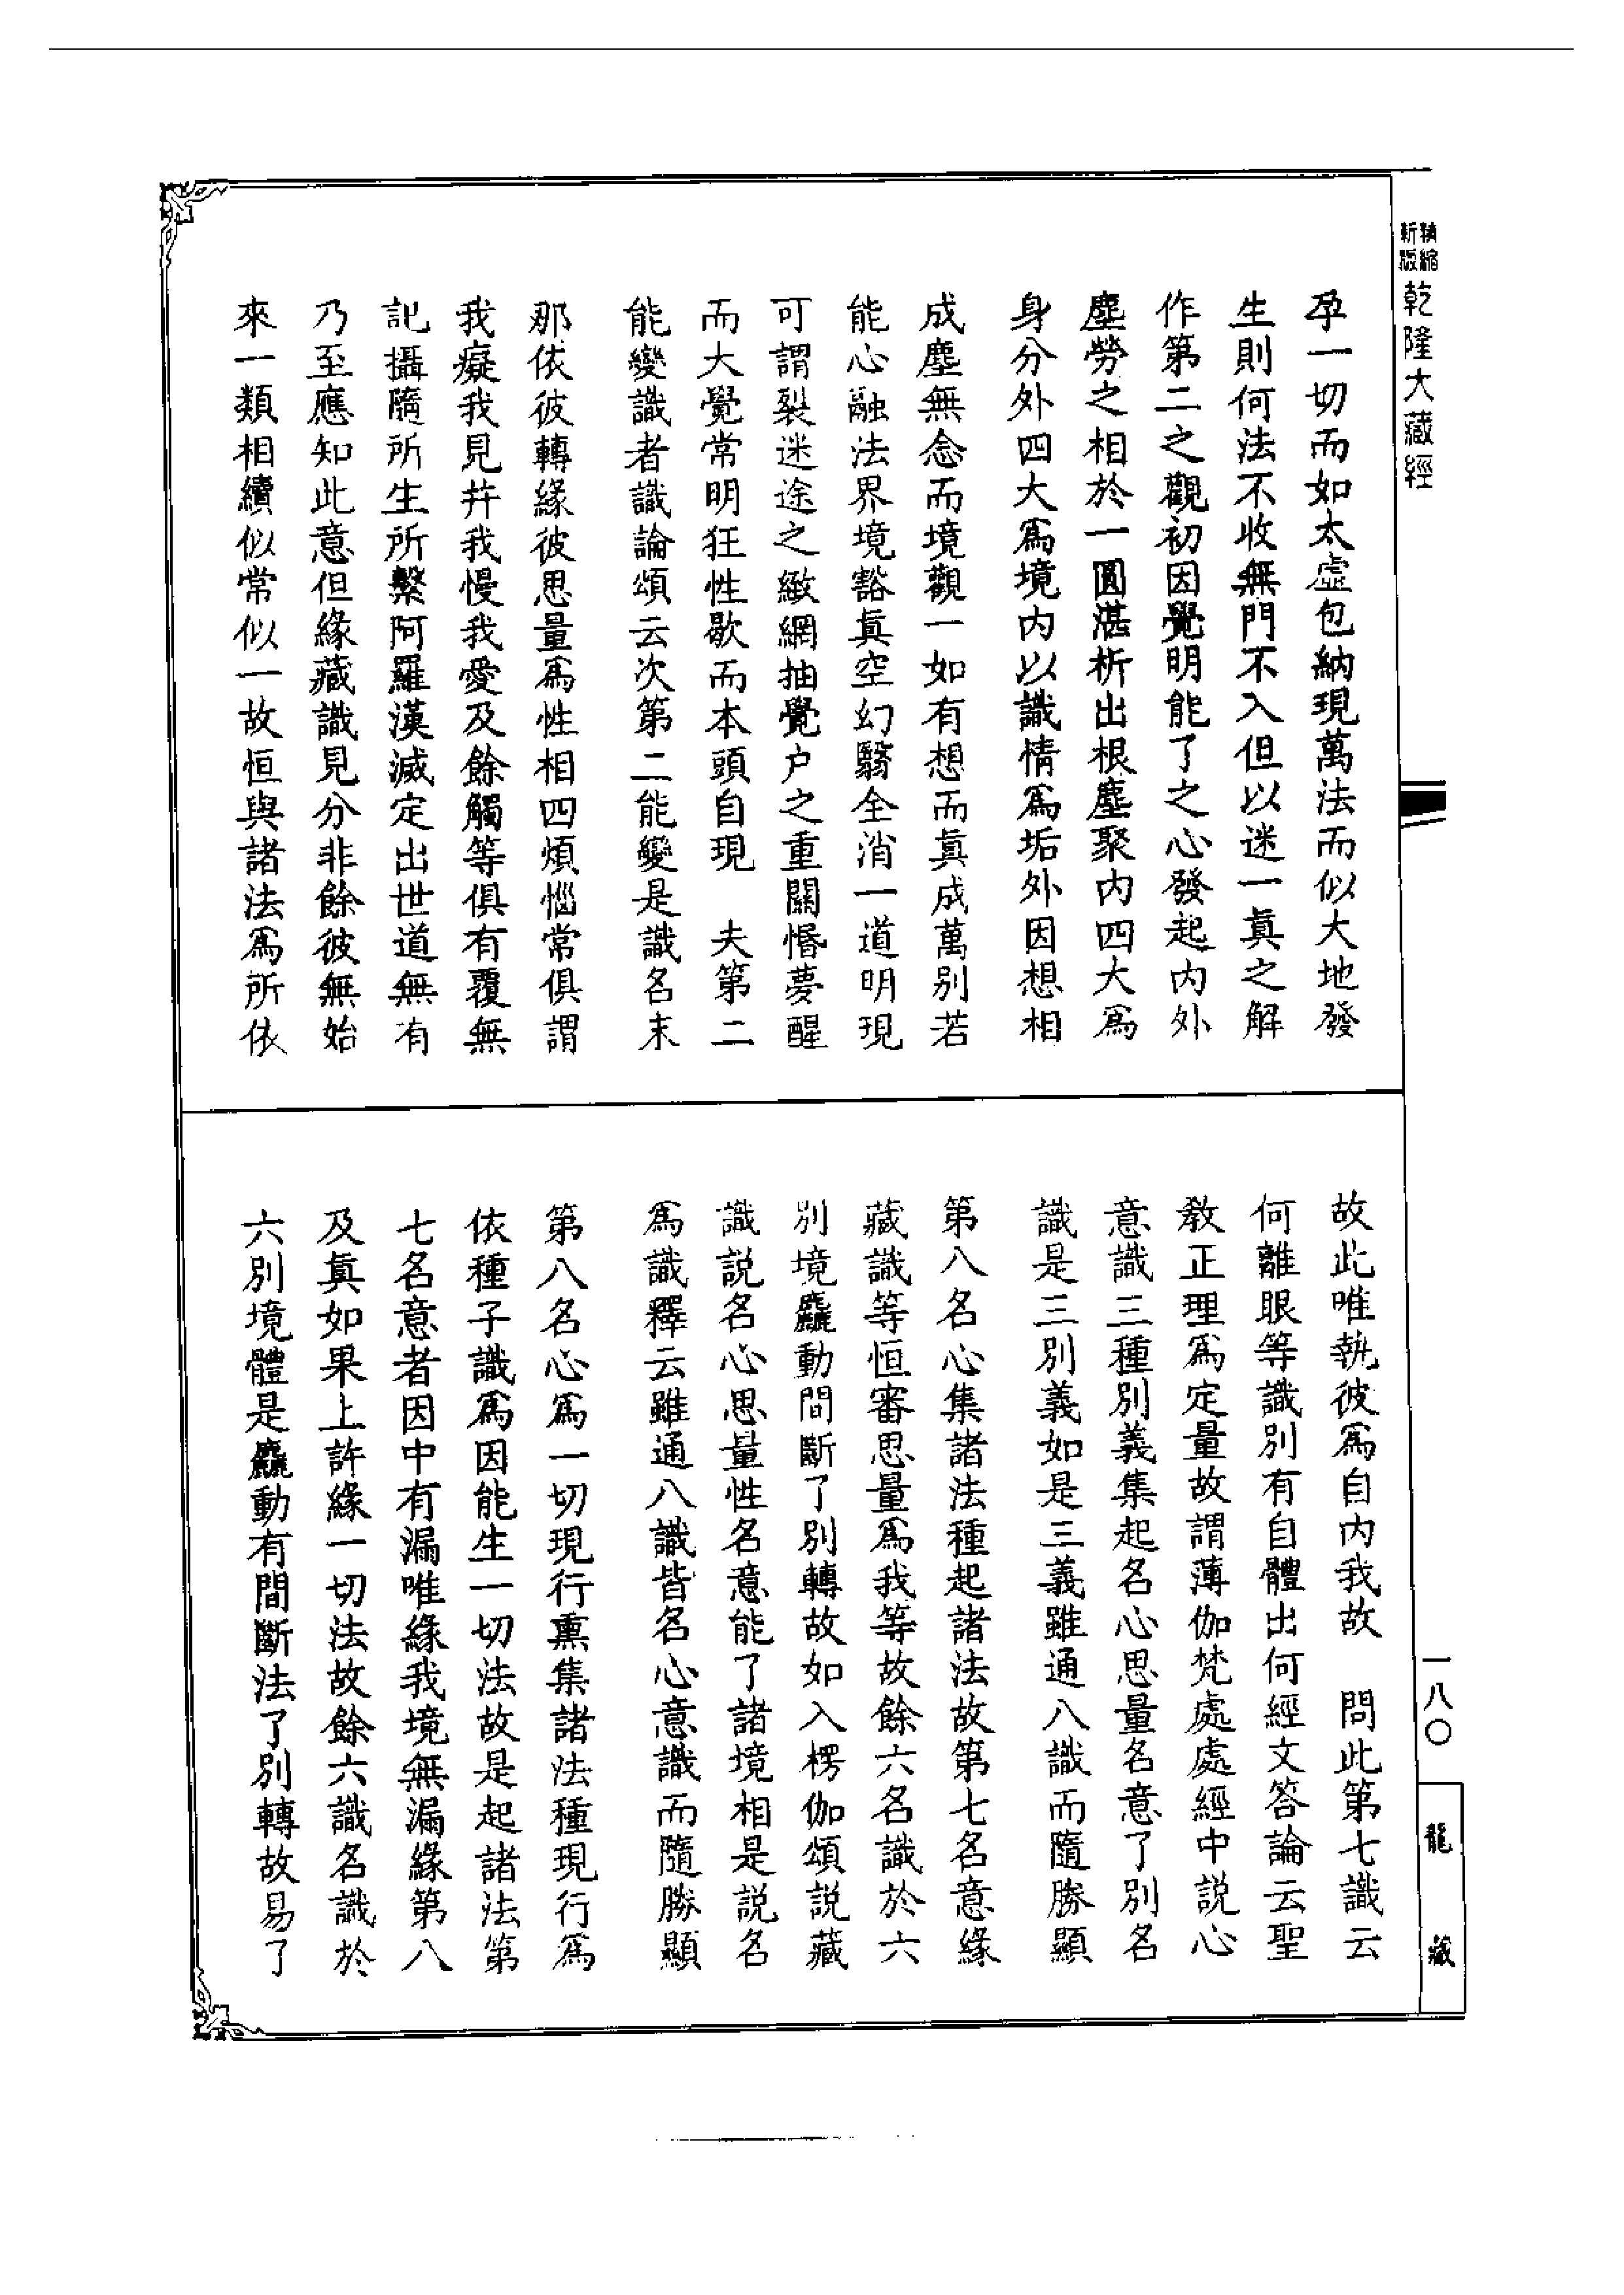 精縮新版乾隆大藏經
孕一切而如太虛包納現萬法而似大地發
生則何法不收無門不入但以迷一真之解
作第二之觀初因覺明能了之心發起內外
塵勞之相於一圓湛析出根塵聚內四大爲
身分外四大爲境內以識情爲垢外因想相
成塵無念而境觀一如有想而真成萬別若
能心融法界境豁真空幻翳全消一道明現
可謂裂迷途之緻網抽覺户之重關惛夢醒
而大覺常明狂性歇而本頭自現　夫第二
能變識者識論頌云次第二能變是識名末
那依彼轉緣彼思量爲性相四煩惱常俱謂
我癡我見并我慢我愛及餘觸等俱有覆無
記攝隨所生所繫阿羅漢滅定出世道無有
乃至應知此意但緣藏識見分非餘彼無始
來一類相續似常似一故恒與諸法爲所依
故此唯執彼爲自內我故　問此第七識云
何離眼等識別有自體出何經文答論云聖
教正理爲定量故謂薄伽梵處處經中説心
意識三種別義集起名心思量名意了別名
識是三別義如是三義雖通八識而隨勝顯
第八名心集諸法種起諸法故第七名意緣
藏識等恒審思量爲我等故餘六名識於六
別境麤動間斷了別轉故如入楞伽頌説藏
識説名心思量性名意能了諸境相是説名
爲識釋云雖通八識皆名心意識而隨勝顯
第八名心爲一切現行熏集諸法種現行爲
依種子識爲因能生一切法故是起諸法第
七名意者因中有漏唯緣我境無漏緣第八
及真如果上許緣一切法故餘六識名識於
六別境體是麤動有間斷法了別轉故易了
一八〇
龍藏